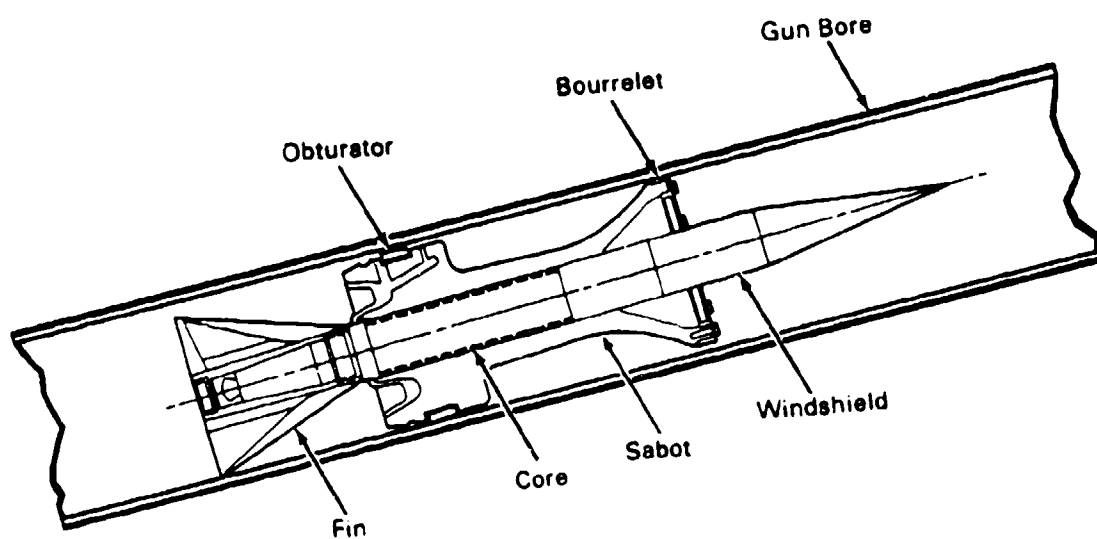 Gun Bore
Bourrelet
Obturator
Windshield
Sabot
Core
Fin